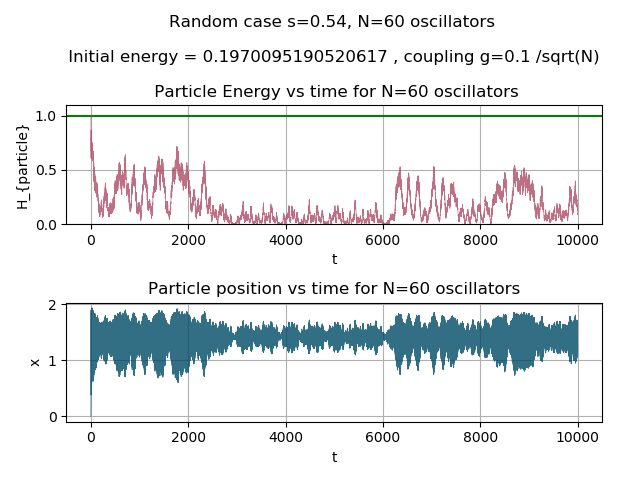 Random case s=0.54, N=60 oscillators
Initial energy = 0.1970095190520617 , coupling g=0.1 /sqrt(N)
Particle Energy vs time for N=60 oscillators
1.0
0.5
0.0
H_{particle}
0 2000 4000 6000 8000 10000
t
Particle position vs time for N=60 oscillators
2
1
0
x
0 2000 4000 6000 8000 10000
t